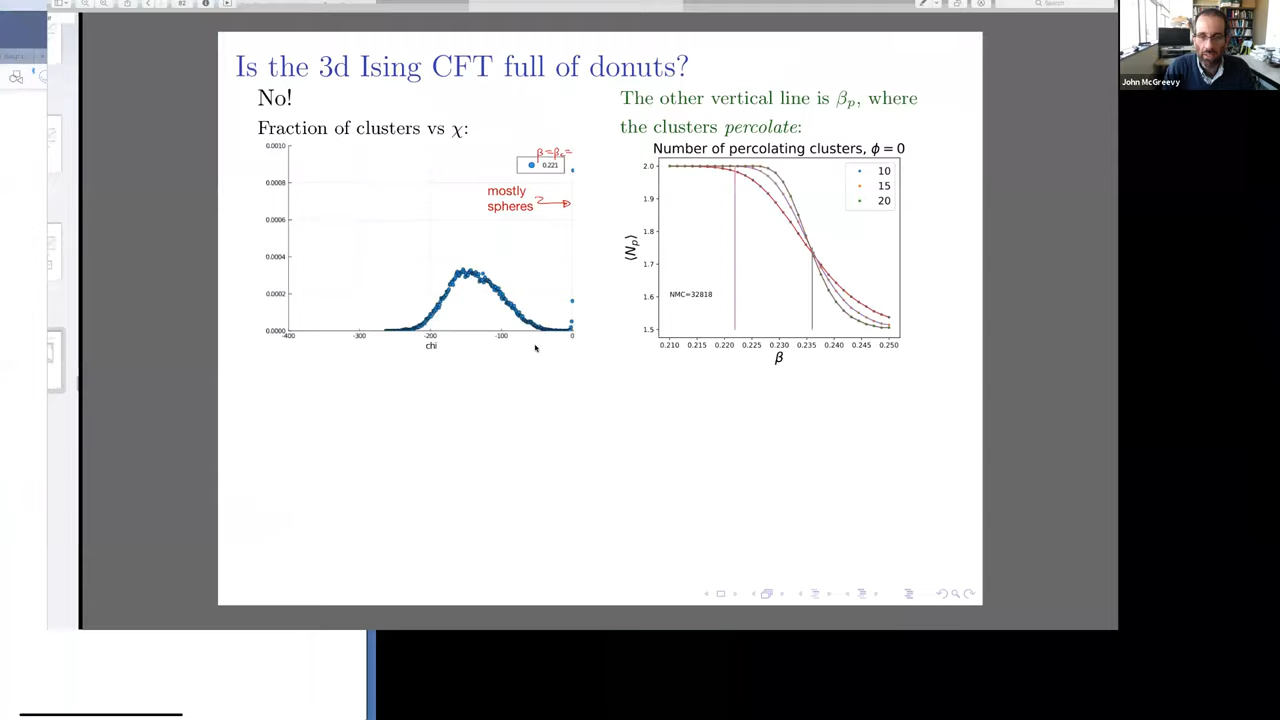 82
Search
John McGreevy
Is the 3d Ising CFT full of donuts?
No!
Fraction of clusters vs χ:
0.0010
0.0008
0.0006
0.0004
0.0002
0.0000
-400
-300
-200
-100
0
chi
β=βc=
0.221
mostly
spheres
The other vertical line is βp, where
the clusters percolate:
Number of percolating clusters, ϕ = 0
2.0
1.9
1.8
1.7
1.6
1.5
⟨Np⟩
10
15
20
NMC=32818
0.210
0.215
0.220
0.225
0.230
0.235
0.240
0.245
0.250
β